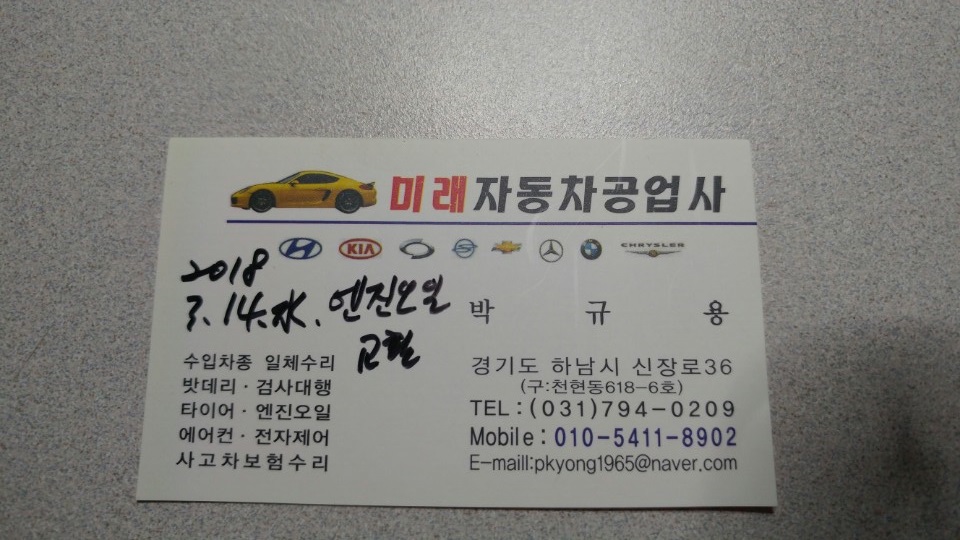 미래자동차공업사
KIA
CHRYSLER
2018
3. 14. 水. 엔진오일
교환
박 규 용
수입차종 일체수리
밧데리 · 검사대행
타이어 · 엔진오일
에어컨 · 전자제어
사고차보험수리
경기도 하남시 신장로36
(구:천현동618-6호)
TEL:(031)794-0209
Mobile: 010-5411-8902
E-maill:pkyong1965@naver.com